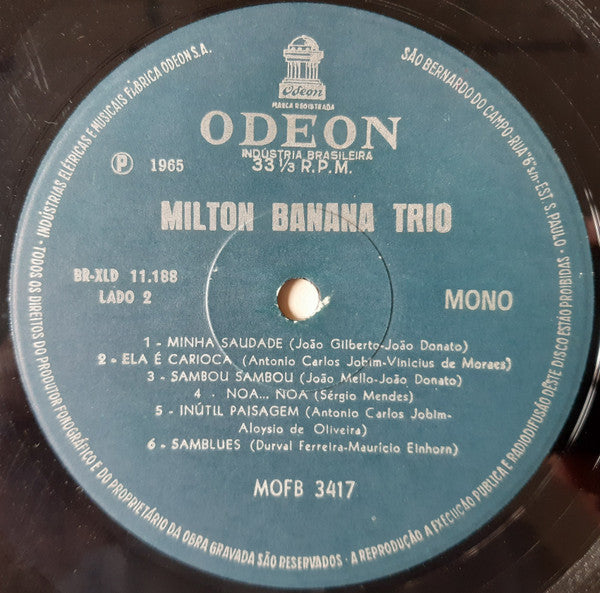 • TODOS OS DIREITOS DO PRODUTOR FONOGRÁFICO E DO PROPRIETÁRIO DA OBRA GRAVADA SÃO RESERVADOS • A REPRODUÇÃO A EXECUÇÃO PUBLICA E RADIODIFUSÃO DÊSTE DISCO ESTÃO PROIBIDAS •
INDÚSTRIAS ELÉTRICAS E MUSICAIS FÁBRICA ODEON S.A.
SÃO BERNARDO DO CAMPO-RUA "6" s/n-EST. S. PAULO
Odeon
MARCA REGISTRADA
ODEON
INDÚSTRIA BRASILEIRA
33 1/3 R.P.M.
Ⓟ 1965
MILTON BANANA TRIO
BR-XLD 11.188
LADO 2
MONO
1 - MINHA SAUDADE (João Gilberto-João Donato)
2 - ELA É CARIOCA (Antonio Carlos Jobim-Vinicius de Moraes)
3 - SAMBOU SAMBOU (João Mello-João Donato)
4 - NOA... NOA (Sérgio Mendes)
5 - INÚTIL PAISAGEM (Antonio Carlos Jobim-
Aloysio de Oliveira)
6 - SAMBLUES (Durval Ferreira-Maurício Einhorn)
MOFB 3417